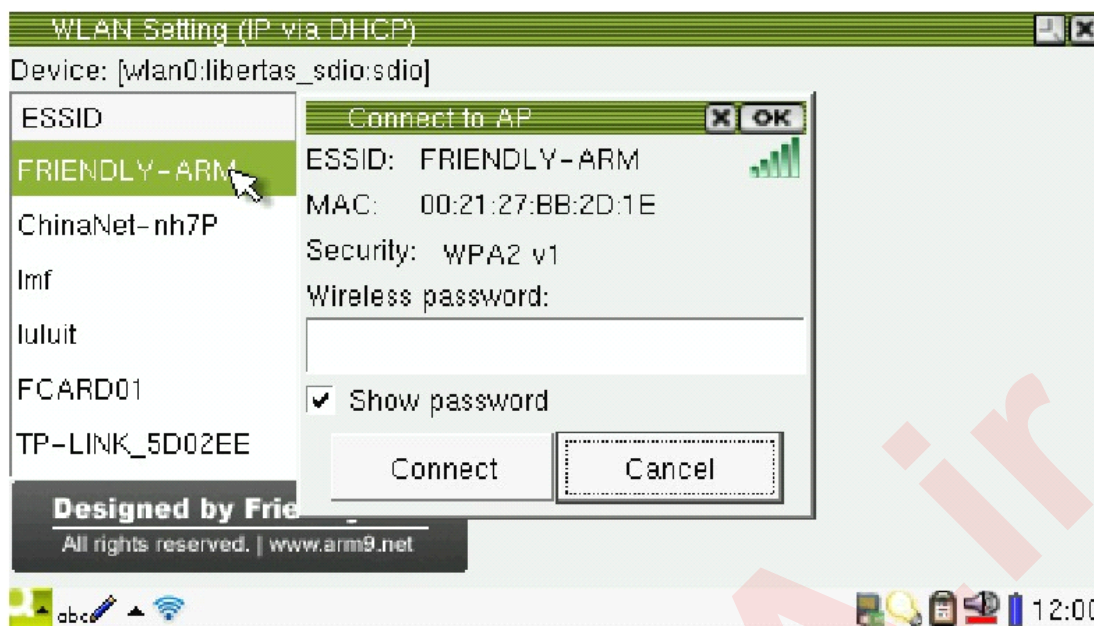 WLAN Setting (IP via DHCP)
Device: [wlan0:libertas_sdio:sdio]
ESSID
FRIENDLY-ARM
ChinaNet-nh7P
lmf
luluit
FCARD01
TP-LINK_5D02EE
Connect to AP
OK
ESSID: FRIENDLY-ARM
MAC: 00:21:27:BB:2D:1E
Security: WPA2 v1
Wireless password:
Show password
Connect Cancel
Designed by
All rights reserved. | www.arm9.net
abc
12:00